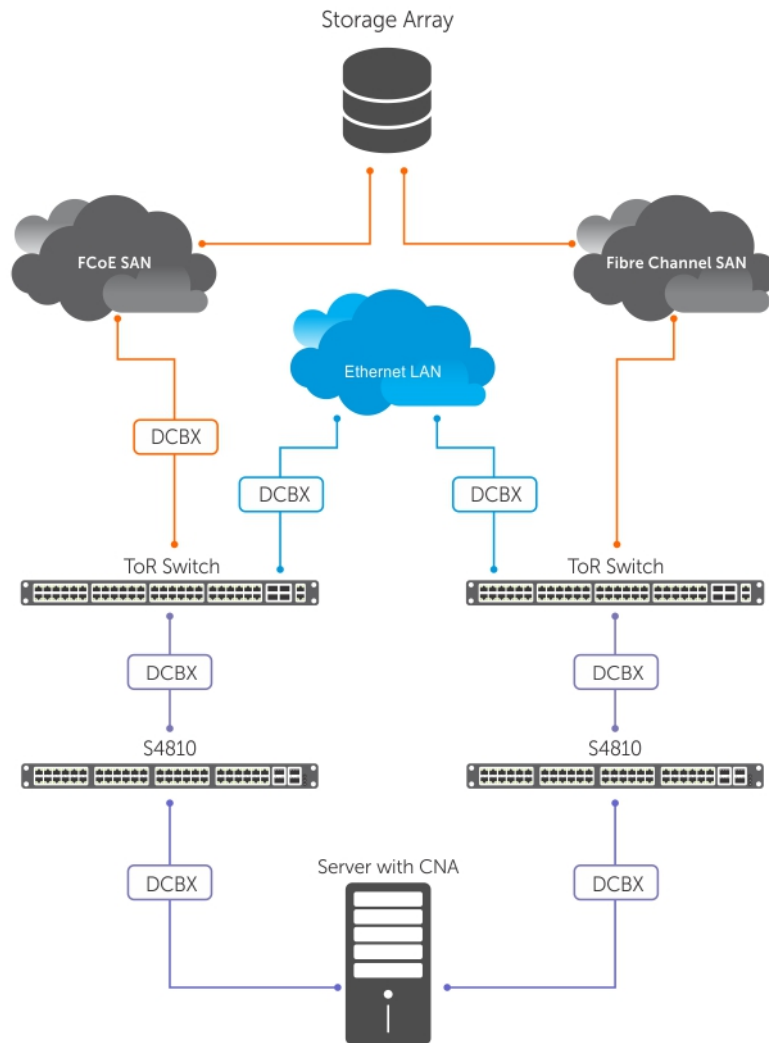 Storage Array
FCoE SAN
Fibre Channel SAN
Ethernet LAN
DCBX
DCBX
DCBX
ToR Switch
ToR Switch
DCBX
DCBX
S4810
S4810
Server with CNA
DCBX
DCBX